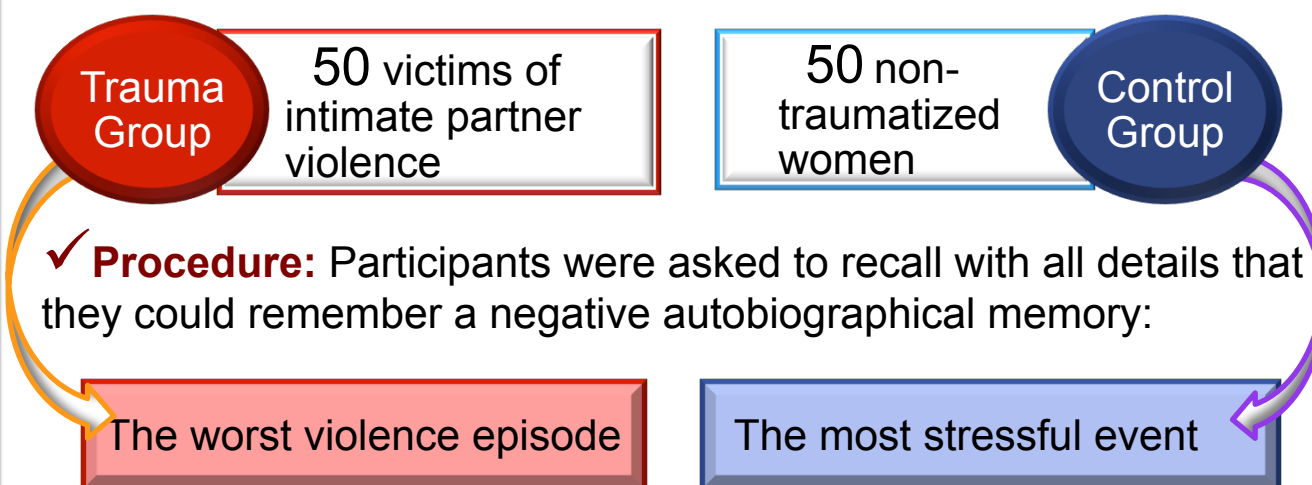 Trauma
Group
50 victims of
intimate partner
violence
50 non-
traumatized
women
Control
Group
✓Procedure: Participants were asked to recall with all details that
they could remember a negative autobiographical memory:
The worst violence episode
The most stressful event